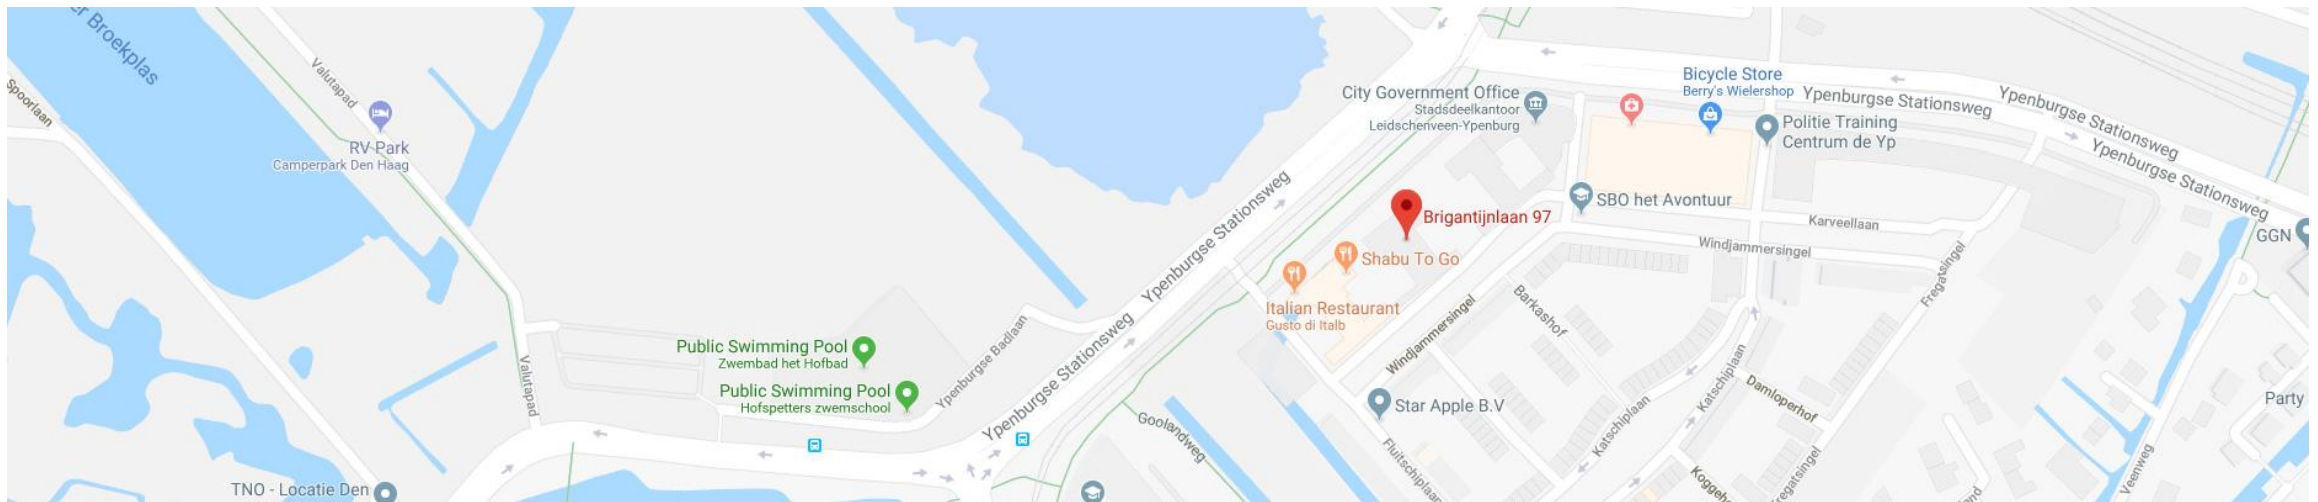 er Broekplas
Spoorlaan
Valutapad
RV Park
Camperpark Den Haag
Valutapad
TNO - Locatie Den
Public Swimming Pool
Zwembad het Hofbad
Public Swimming Pool
Hofspetters zwemschool
Ypenburgse Badlaan
Ypenburgse Stationsweg
Ypenburgse Stationsweg
City Government Office
Stadsdeelkantoor
Leidschenveen-Ypenburg
Bicycle Store
Berry's Wielershop
Ypenburgse Stationsweg
Ypenburgse Stationsweg
Ypenburgse Stationsweg
Politie Training
Centrum de Yp
SBO het Avontuur
Brigantijnlaan 97
Shabu To Go
Italian Restaurant
Gusto di Italb
Karveellaan
Windjammersingel
Fregatsingel
GGN
Windjammersingel
Barkashof
Star Apple B.V
Katschiplaan
Katschiplaan
Damloperhof
Goolandweg
Fluitschiplaan
Koggeho
regatsingel
land
Veenweg
Party